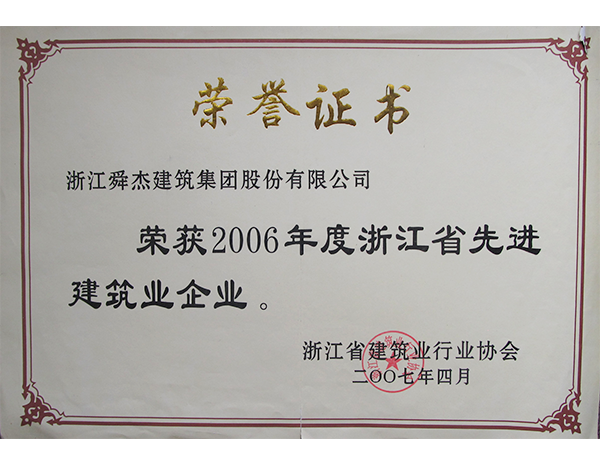 荣誉证书
浙江舜杰建筑集团股份有限公司
荣获2006年度浙江省先进
建筑业企业。
浙江省建筑业行业协会
二〇〇七年四月